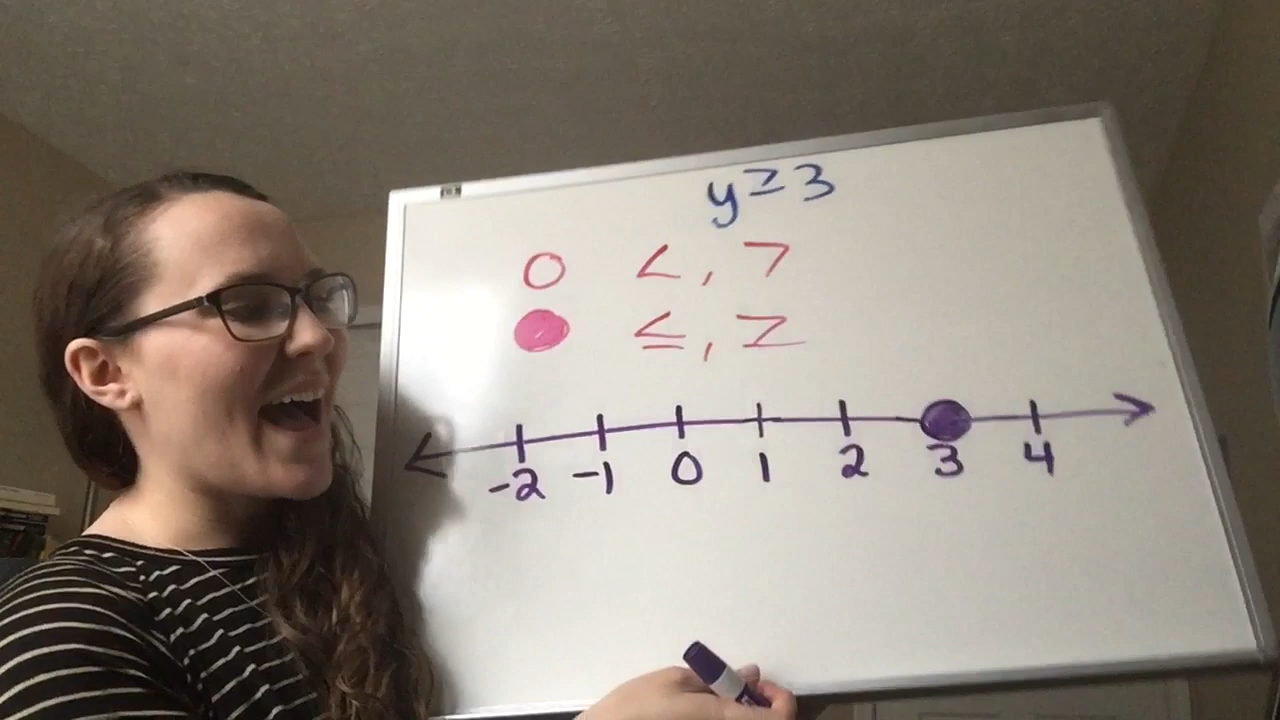 y ≥ 3
○ <, >
● ≤, ≥
-2 -1 0 1 2 3 4